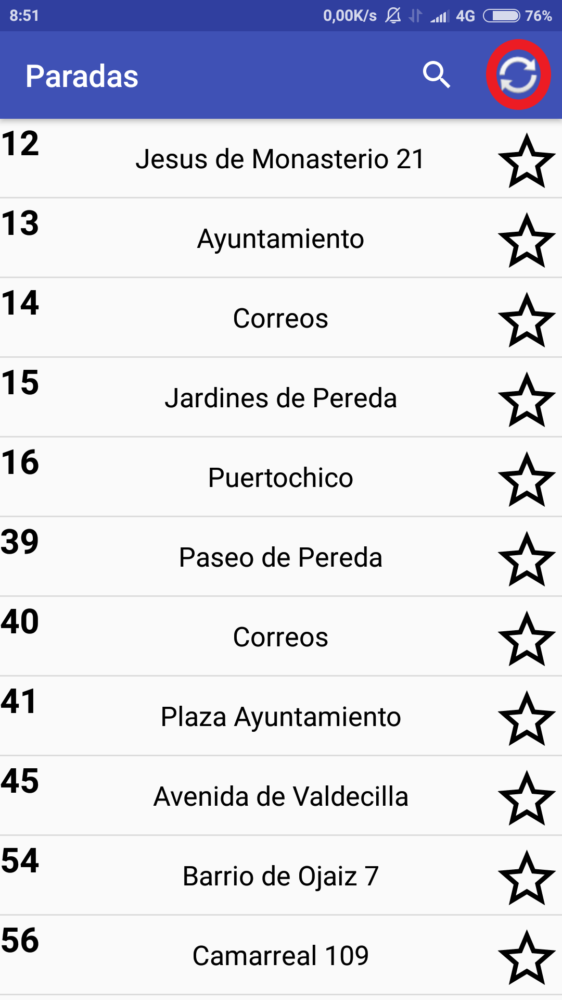 8:51 0,00K/s 4G 76%
Paradas
12 Jesus de Monasterio 21
13 Ayuntamiento
14 Correos
15 Jardines de Pereda
16 Puertochico
39 Paseo de Pereda
40 Correos
41 Plaza Ayuntamiento
45 Avenida de Valdecilla
54 Barrio de Ojaiz 7
56 Camarreal 109